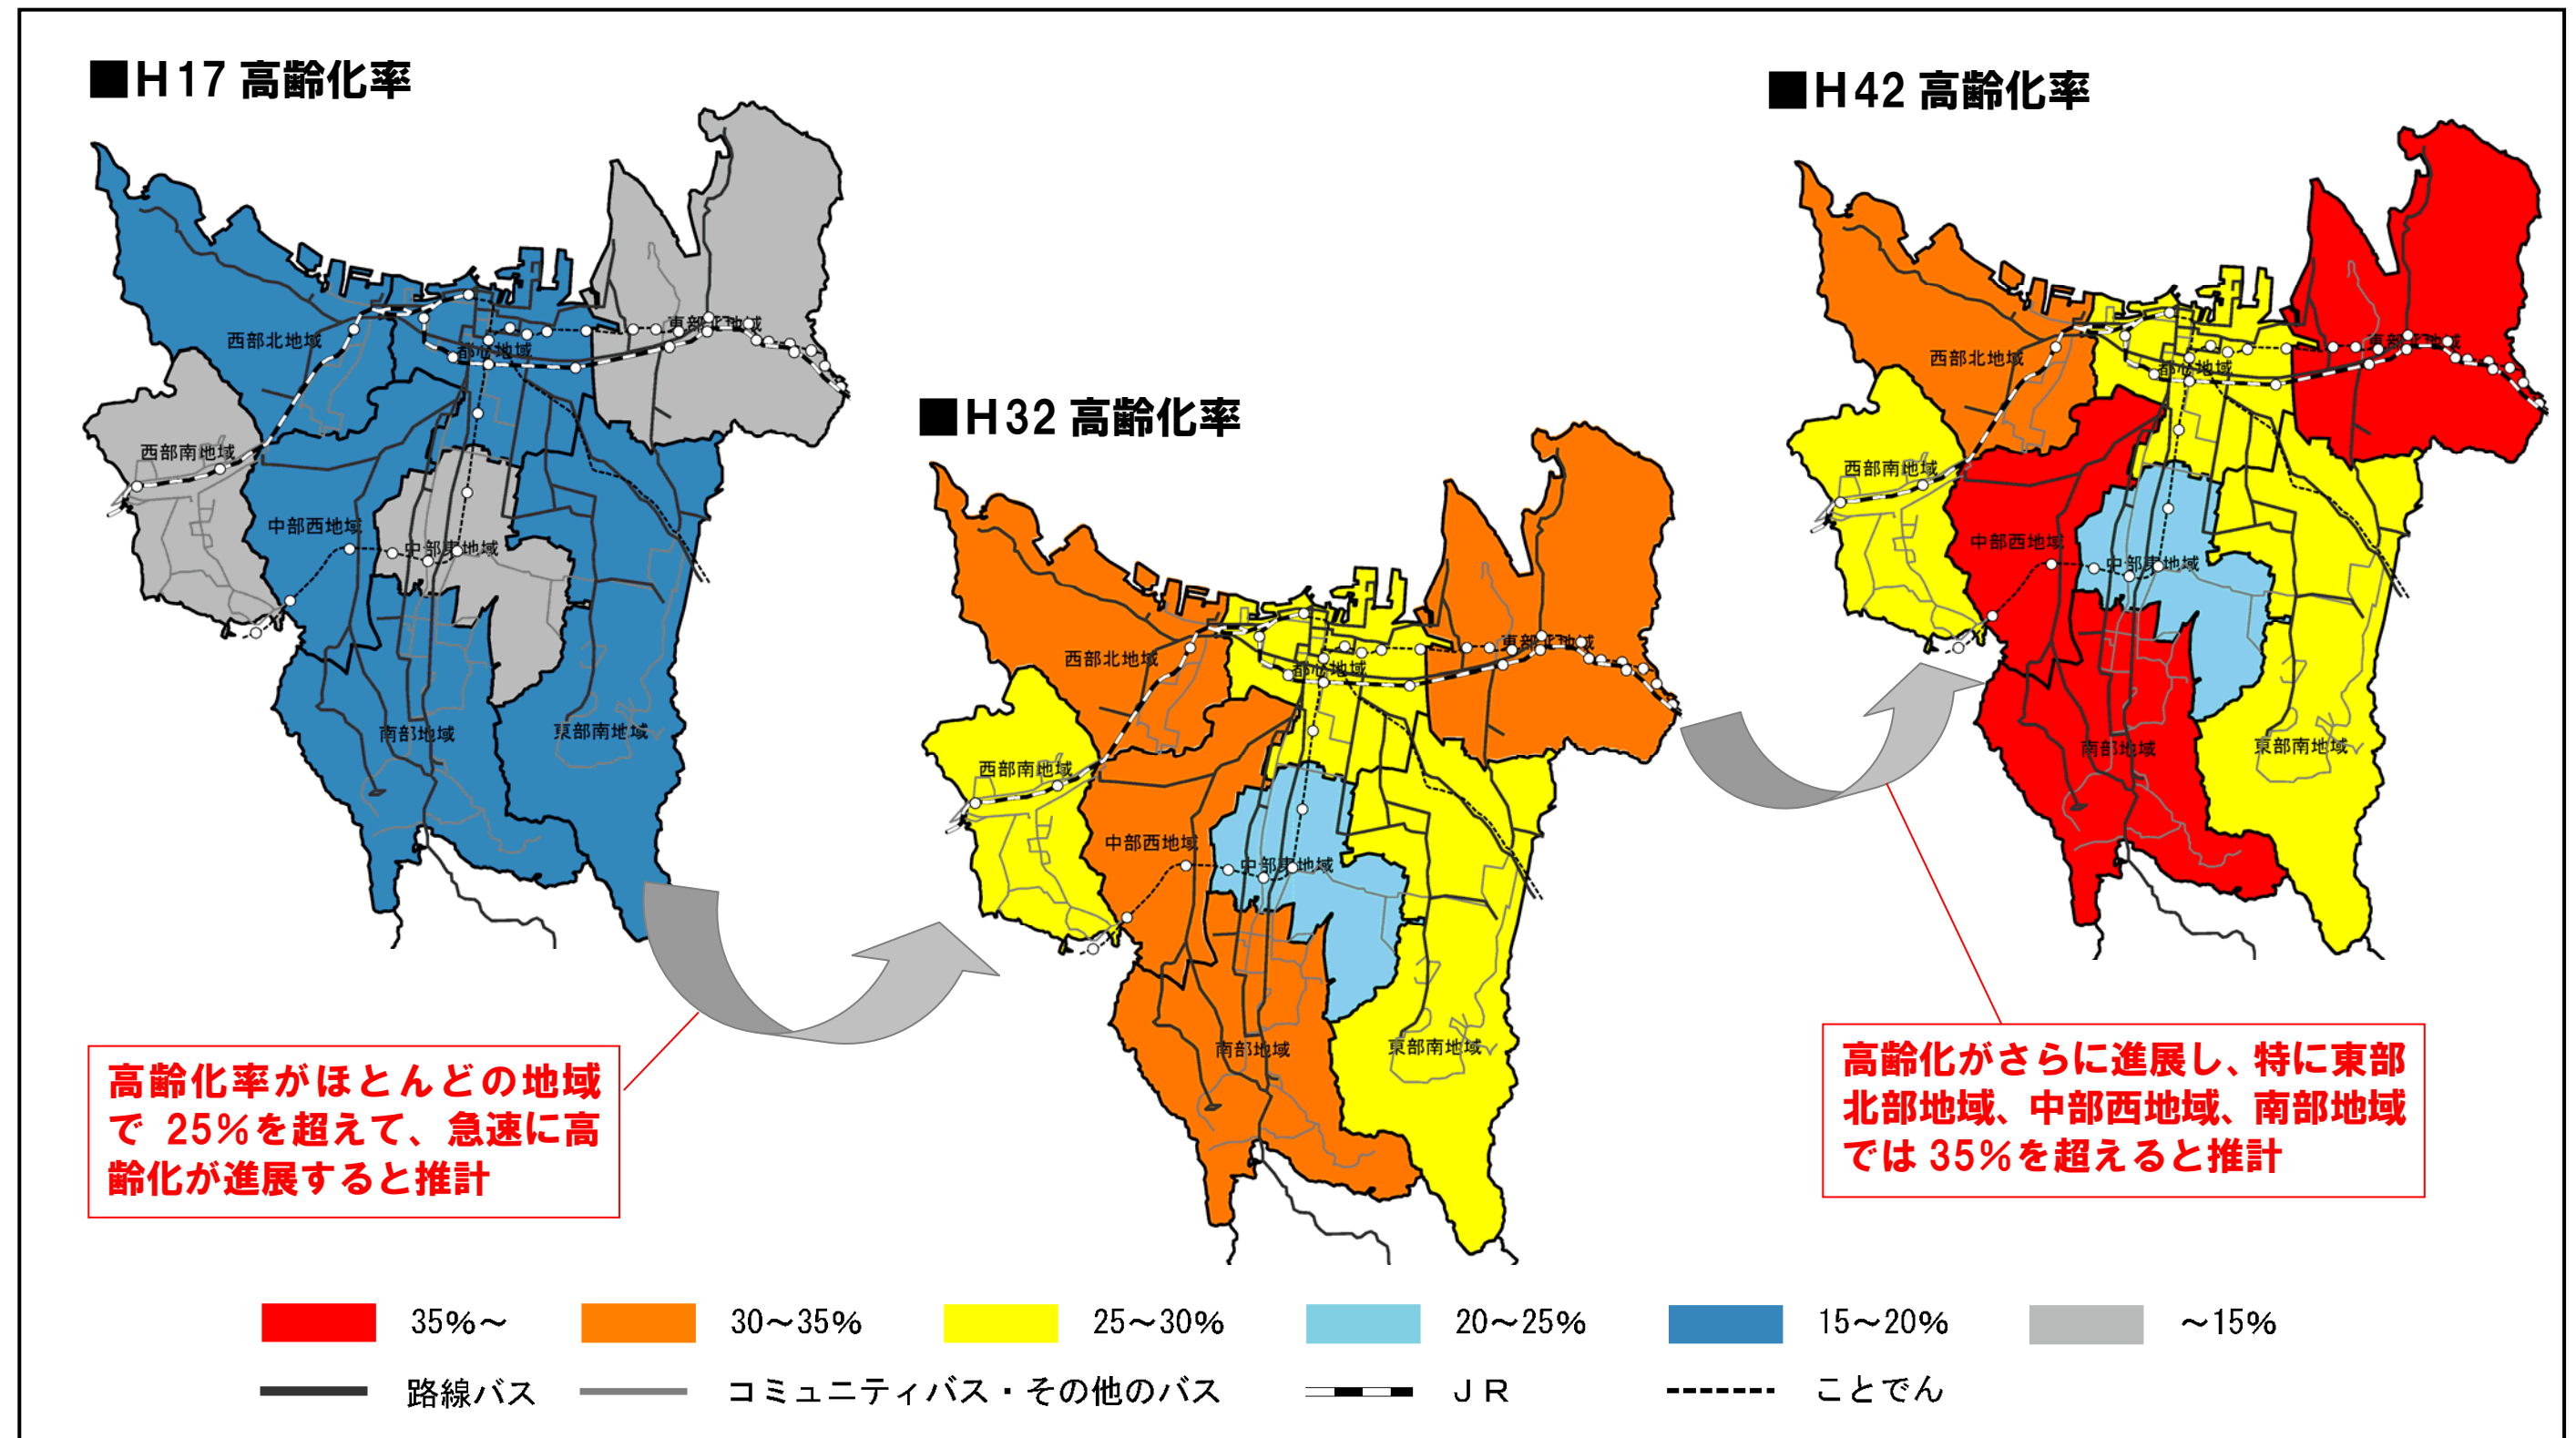 ■H17 高齢化率
西部北地域
都心地域
東部北地域
西部南地域
中部西地域
中部東地域
南部地域
東部南地域
■H32 高齢化率
西部北地域
都心地域
東部北地域
西部南地域
中部西地域
中部東地域
南部地域
東部南地域
■H42 高齢化率
西部北地域
都心地域
東部北地域
西部南地域
中部西地域
中部東地域
南部地域
東部南地域
高齢化率がほとんどの地域
で 25%を超えて、急速に高
齢化が進展すると推計
高齢化がさらに進展し、特に東部
北部地域、中部西地域、南部地域
では 35%を超えると推計
35%～ 30～35% 25～30% 20～25% 15～20% ～15%
路線バス コミュニティバス・その他のバス ＪＲ ことでん